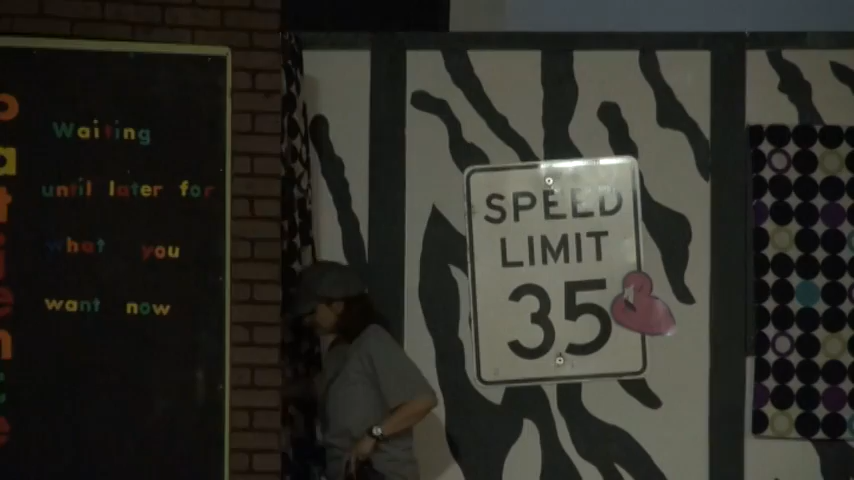 Waiting
until later for
what you
want now
SPEED
LIMIT
35